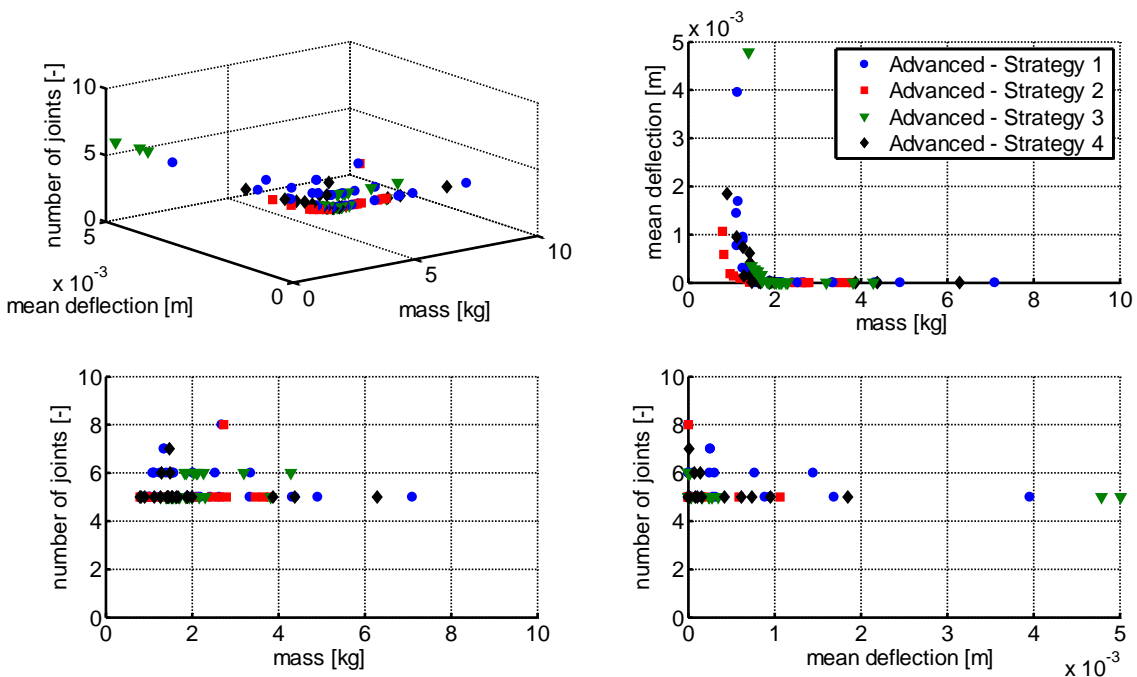 number of joints [-]
10
5
0
5
x 10⁻³
mean deflection [m]
0
0
5
10
mass [kg]
x 10⁻³
mean deflection [m]
5
4
3
2
1
0
0
2
4
6
8
10
mass [kg]
Advanced - Strategy 1
Advanced - Strategy 2
Advanced - Strategy 3
Advanced - Strategy 4
number of joints [-]
10
8
6
4
2
0
0
2
4
6
8
10
mass [kg]
number of joints [-]
10
8
6
4
2
0
0
1
2
3
4
5
mean deflection [m]
x 10⁻³